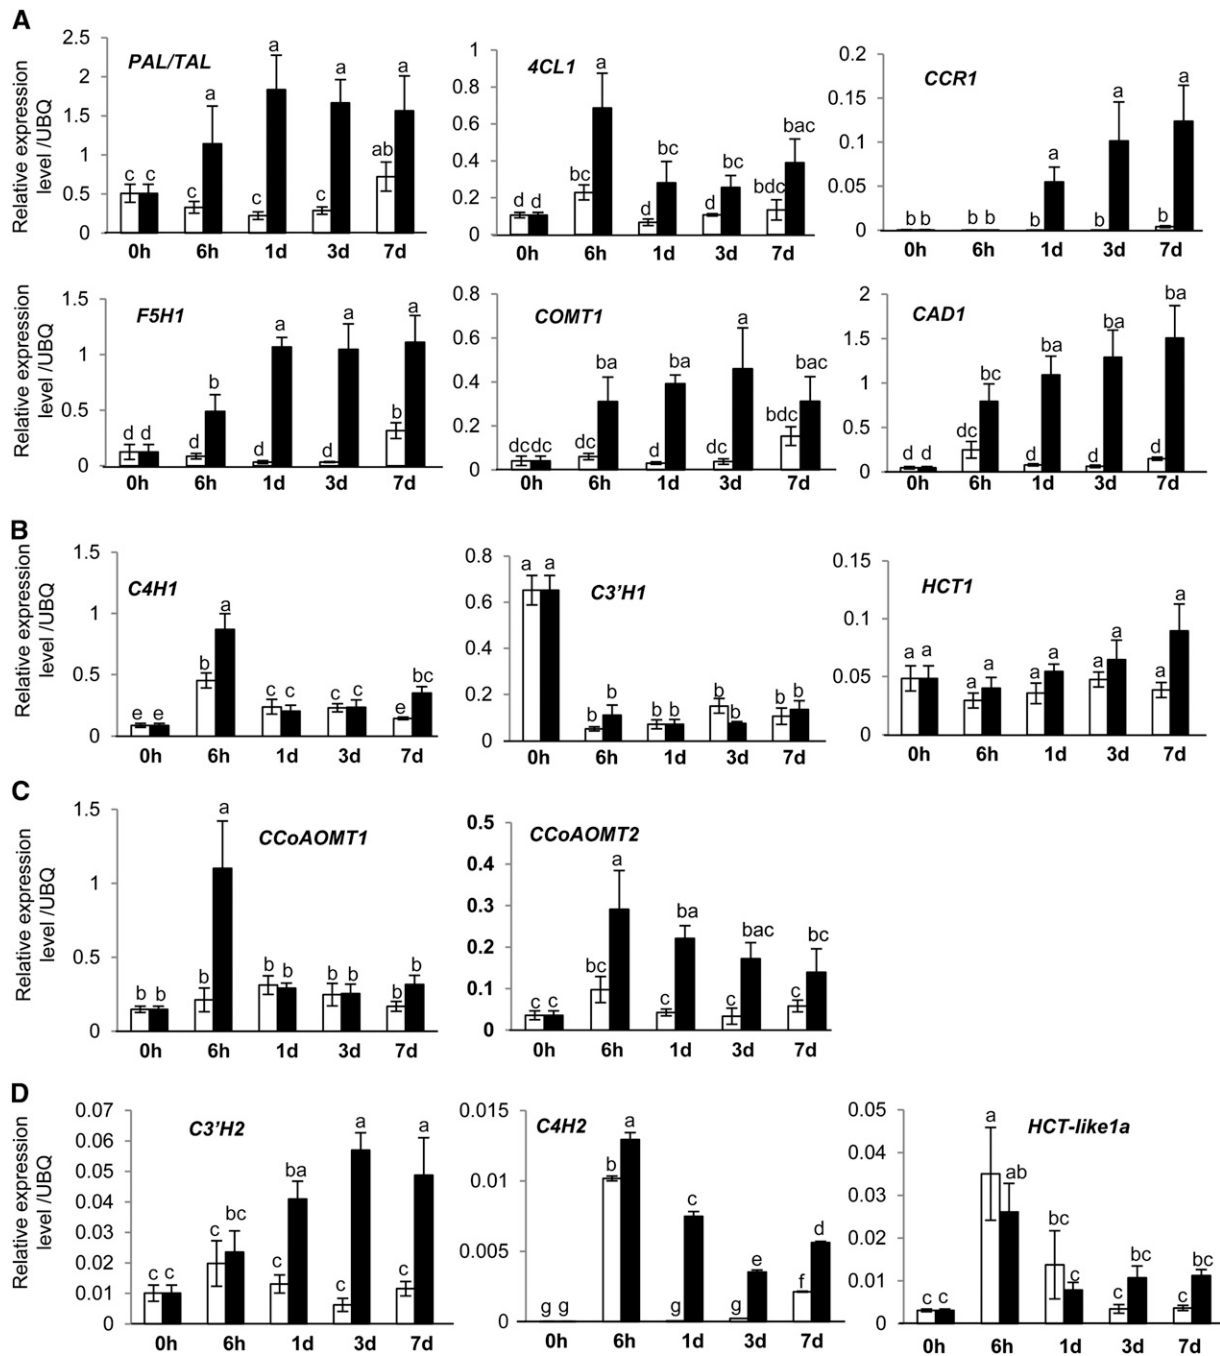 A
Relative expression
level /UBQ
PAL/TAL
2.5
2
1.5
1
0.5
0
c c c a c a c a ab a
0h 6h 1d 3d 7d
4CL1
1
0.8
0.6
0.4
0.2
0
d d bc a d bc d bc bdc bac
0h 6h 1d 3d 7d
CCR1
0.2
0.15
0.1
0.05
0
b b b b b a b a b a
0h 6h 1d 3d 7d
Relative expression
level /UBQ
F5H1
1.5
1
0.5
0
d d d b d a d a b a
0h 6h 1d 3d 7d
COMT1
0.8
0.6
0.4
0.2
0
dc dc dc ba d ba dc a bdc bac
0h 6h 1d 3d 7d
CAD1
2
1.5
1
0.5
0
d d dc bc d ba d ba d ba
0h 6h 1d 3d 7d
B
Relative expression
level /UBQ
C4H1
1.5
1
0.5
0
e e b a c c c c e bc
0h 6h 1d 3d 7d
C3'H1
0.8
0.6
0.4
0.2
0
a a b b b b b b b b
0h 6h 1d 3d 7d
HCT1
0.15
0.1
0.05
0
a a a a a a a a a a
0h 6h 1d 3d 7d
C
Relative expression
level /UBQ
CCoAOMT1
1.5
1
0.5
0
b b b a b b b b b b
0h 6h 1d 3d 7d
CCoAOMT2
0.5
0.4
0.3
0.2
0.1
0
c c bc a c ba c bac c bc
0h 6h 1d 3d 7d
D
Relative expression
level /UBQ
C3'H2
0.07
0.06
0.05
0.04
0.03
0.02
0.01
0
c c c bc c ba c a c a
0h 6h 1d 3d 7d
C4H2
0.015
0.01
0.005
0
g g b a g c g e f d
0h 6h 1d 3d 7d
HCT-like1a
0.05
0.04
0.03
0.02
0.01
0
c c a ab bc c c bc c bc
0h 6h 1d 3d 7d